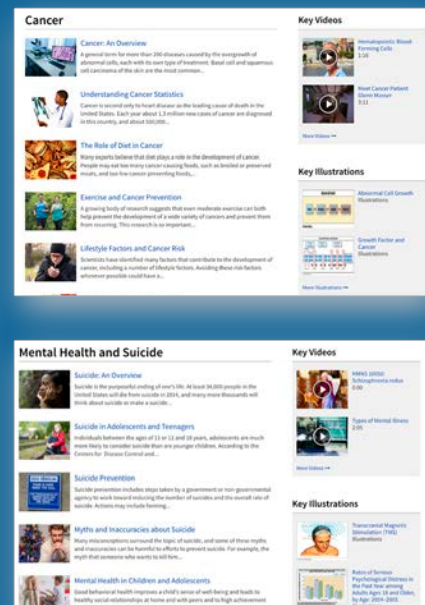 Cancer
Cancer: An Overview
A general term for more than 200 diseases caused by the overgrowth of
abnormal cells, each with its own type of treatment. Basal cell and squamous
cell carcinoma of the skin are the most common...
Understanding Cancer Statistics
Cancer is second only to heart disease as the leading cause of death in the
United States. Each year about 1.3 million new cases of cancer are diagnosed
in this country, and about 550,000...
The Role of Diet in Cancer
Many experts believe that diet plays a role in the development of cancer.
People may eat too many cancer-causing foods, such as broiled or preserved
meats, and too few cancer-preventing foods,...
Exercise and Cancer Prevention
A growing body of research suggests that even moderate exercise can both
help prevent the development of a wide variety of cancers and prevent them
from recurring. This research is so important...
Lifestyle Factors and Cancer Risk
Scientists have identified many factors that contribute to the development of
cancer, including a number of lifestyle factors. Avoiding these risk factors
whenever possible could have a...
Key Videos
Hematopoietic Blood-
Forming Cells
1:16
Meet Cancer Patient
Glenn
3:11
More Videos
Key Illustrations
Abnormal Cell Growth
Illustrations
Growth Factor and
Cancer
Illustrations
More Illustrations
Mental Health and Suicide
Suicide: An Overview
Suicide is the purposeful ending of one's life. At least 34,000 people in the
United States will die from suicide in 2014, and many more thousands will
think about suicide or make a suicide...
Suicide in Adolescents and Teenagers
Individuals between the ages of 11 or 12 and 18 years, adolescents are much
more likely to consider suicide than are younger children. According to the
Centers for Disease Control and...
Suicide Prevention
Suicide prevention includes steps taken by a government or non-governmental
agency to work toward inducing the number of suicides and the overall rate of
suicide. Actions may include forming...
Myths and Inaccuracies about Suicide
Many misconceptions surround the topic of suicide, and some of these myths
and inaccuracies can be harmful to efforts to prevent suicide. For example, the
myth that someone who wants to kill him...
Mental Health in Children and Adolescents
Good behavioral health improves a child's sense of well-being and leads to
healthy social relationships at home and with peers and to high achievement
Key Videos
Schizophrenia
0:00
Types of Mental Illness
2:05
More Videos
Key Illustrations
Transcranial Magnetic
Stimulation (TMS)
Illustrations
Rates of Serious
Psychological Distress in
the Past Year among
Adults Ages 18 and Older,
by Age: 2004-2005